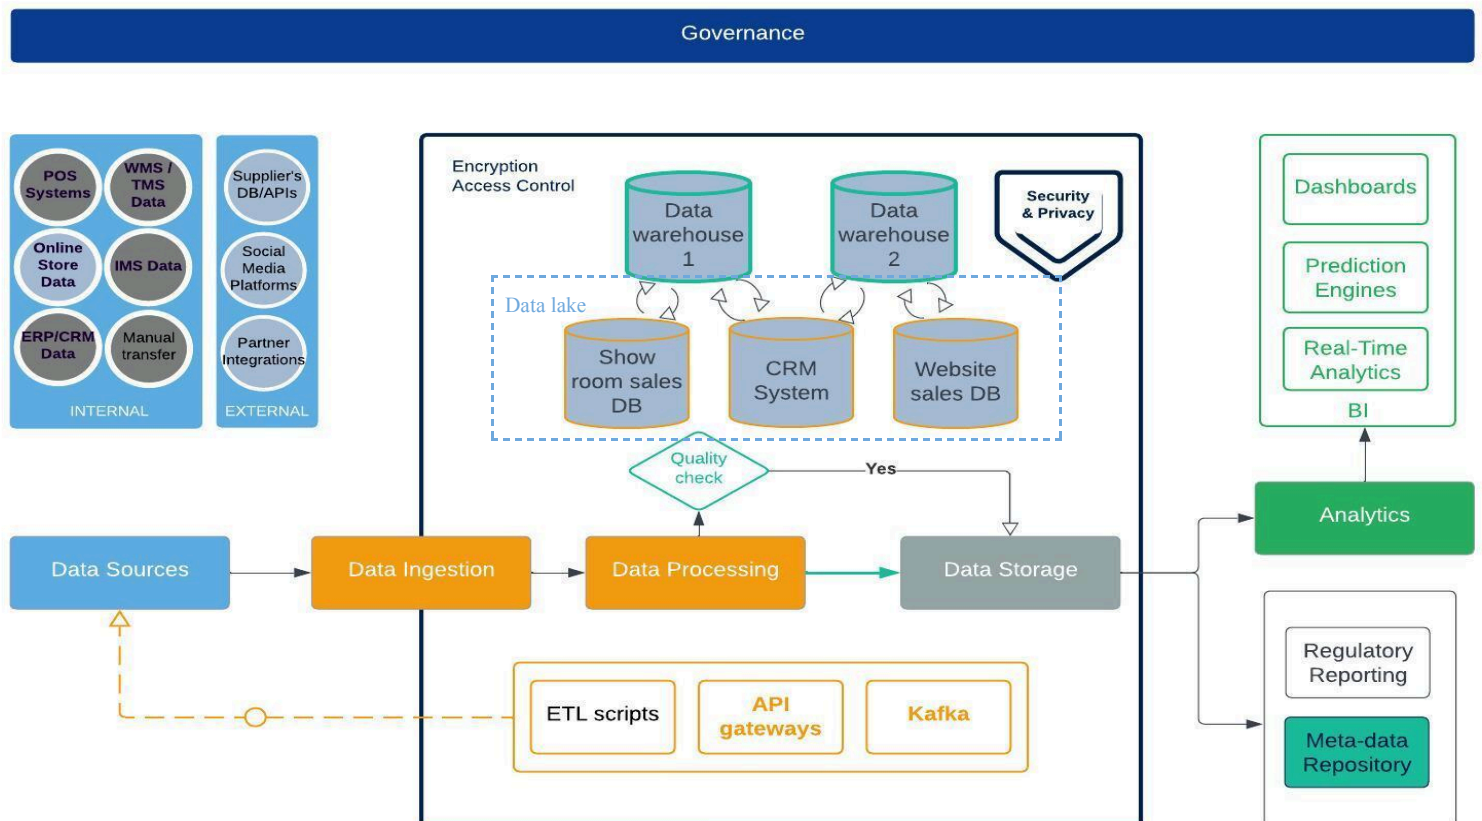 Governance
POS
Systems
WMS /
TMS
Data
Online
Store
Data
IMS Data
ERP/CRM
Data
Manual
transfer
INTERNAL
Supplier's
DB/APIs
Social
Media
Platforms
Partner
Integrations
EXTERNAL
Encryption
Access Control
Data
warehouse
1
Data
warehouse
2
Security
& Privacy
Data lake
Show
room sales
DB
CRM
System
Website
sales DB
Quality
check
Yes
Dashboards
Prediction
Engines
Real-Time
Analytics
BI
Analytics
Data Sources
Data Ingestion
Data Processing
Data Storage
ETL scripts
API
gateways
Kafka
Regulatory
Reporting
Meta-data
Repository